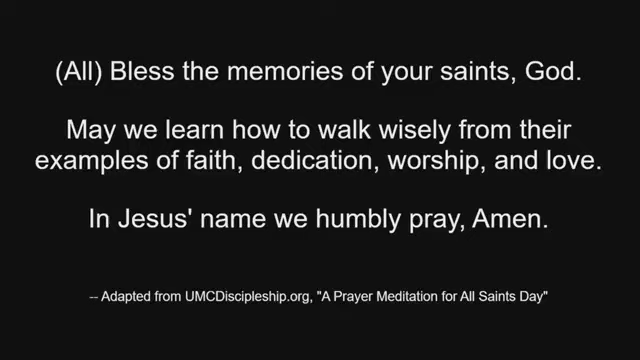 (All) Bless the memories of your saints, God.
May we learn how to walk wisely from their
examples of faith, dedication, worship, and love.
In Jesus' name we humbly pray, Amen.
-- Adapted from UMCDiscipleship.org, "A Prayer Meditation for All Saints Day"